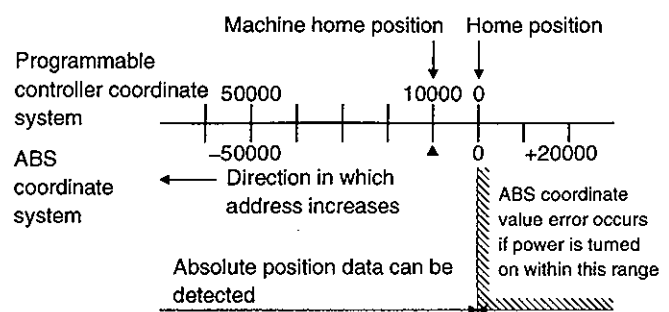 Machine home position Home position
Programmable
controller coordinate
system
50000 10000 0
ABS
coordinate
system
−50000 0 +20000
Direction in which
address increases
ABS coordinate
value error occurs
if power is turned
on within this range
Absolute position data can be
detected